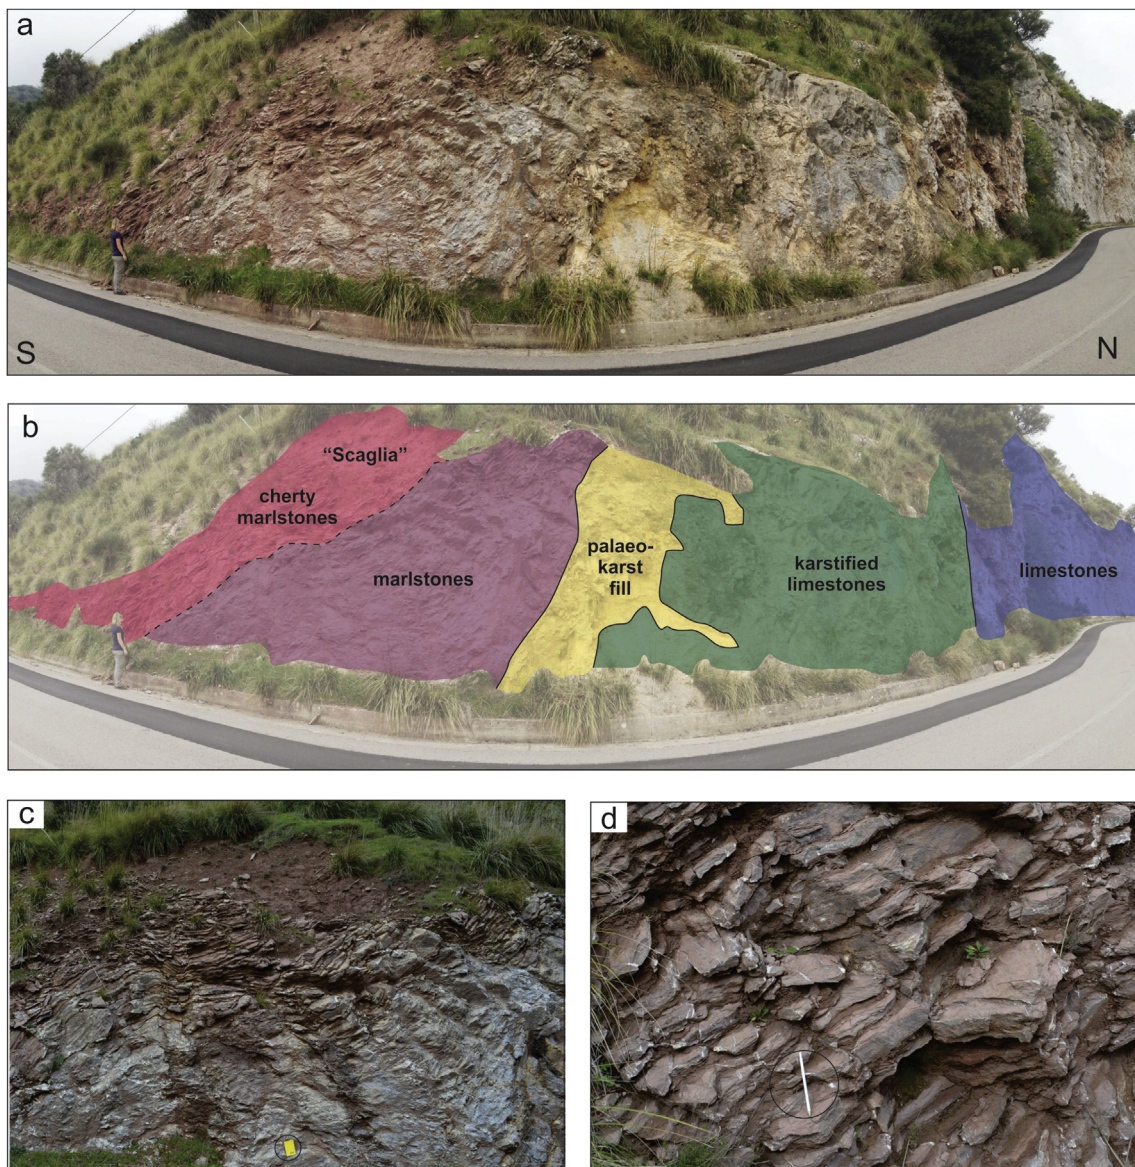 a
S
N
b
"Scaglia"
cherty
marlstones
marlstones
palaeo-
karst
fill
karstified
limestones
limestones
c
d